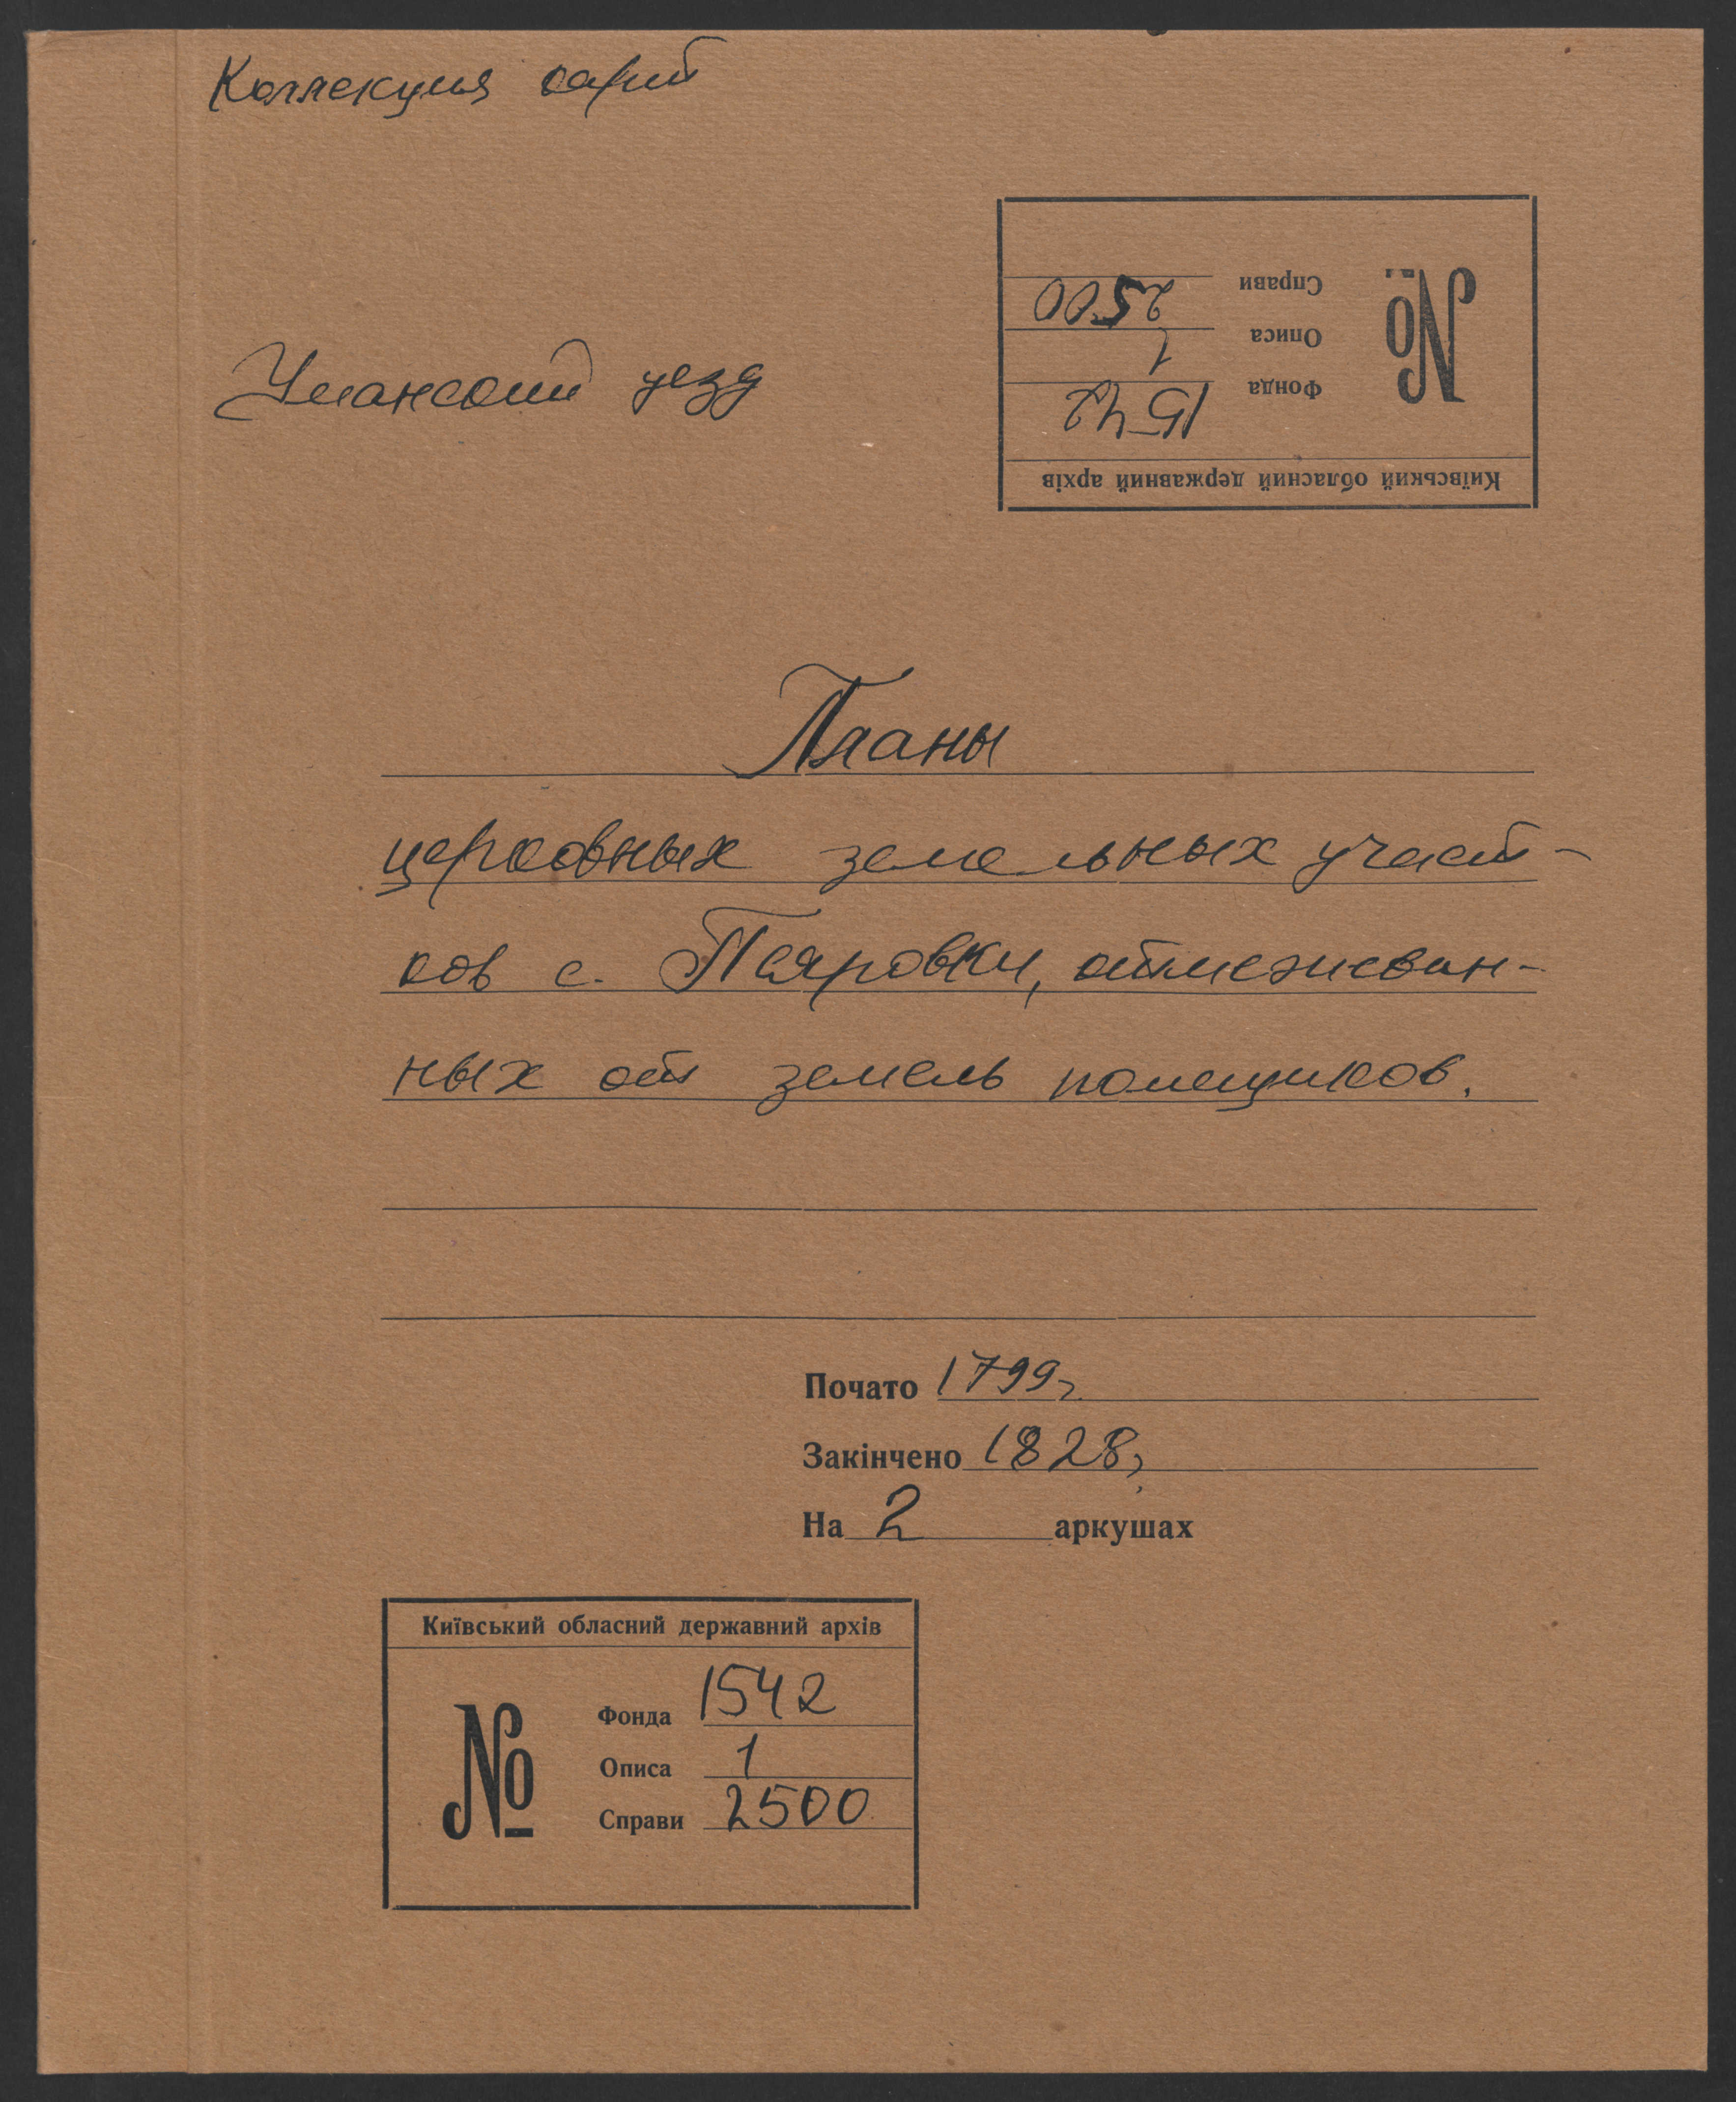 Коллекция карт
Київський обласний державний архів
№
Фонда 1542
Описа 1
Справи 2500
Уманский уезд
Планы
церковных земельных участ-
ков с. Псяровки, отмежеван-
ных от земель помещиков.
Почато 1799 г.
Закінчено 1828 г.
На 2 аркушах
Київський обласний державний архів
№
Фонда 1542
Описа 1
Справи 2500